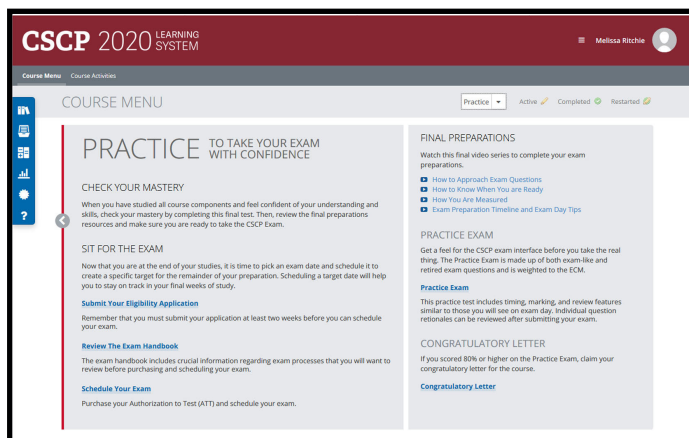 CSCP 2020 LEARNING SYSTEM
Melissa Ritchie
Course Menu Course Activities
COURSE MENU
Practice
Active
Completed
Restarted
PRACTICE TO TAKE YOUR EXAM
WITH CONFIDENCE
CHECK YOUR MASTERY
When you have studied all course components and feel confident of your understanding and
skills, check your mastery by completing this final test. Then, review the final preparations
resources and make sure you are ready to take the CSCP Exam.
SIT FOR THE EXAM
Now that you are at the end of your studies, it is time to pick an exam date and schedule it to
create a specific target for the remainder of your preparation. Scheduling a target date will help
you to stay on track in your final weeks of study.
Submit Your Eligibility Application
Remember that you must submit your application at least two weeks before you can schedule
your exam.
Review The Exam Handbook
The exam handbook includes crucial information regarding exam processes that you will want to
review before purchasing and scheduling your exam.
Schedule Your Exam
Purchase your Authorization to Test (ATT) and schedule your exam.
FINAL PREPARATIONS
Watch this final video series to complete your exam
preparations.
How to Approach Exam Questions
How to Know When You are Ready
How You Are Measured
Exam Preparation Timeline and Exam Day Tips
PRACTICE EXAM
Get a feel for the CSCP exam interface before you take the real
thing. The Practice Exam is made up of both exam-like and
retired exam questions and is weighted to the ECM.
Practice Exam
This practice test includes timing, marking, and review features
similar to those you will see on exam day. Individual question
rationales can be reviewed after submitting your exam.
CONGRATULATORY LETTER
If you scored 80% or higher on the Practice Exam, claim your
congratulatory letter for the course.
Congratulatory Letter
?